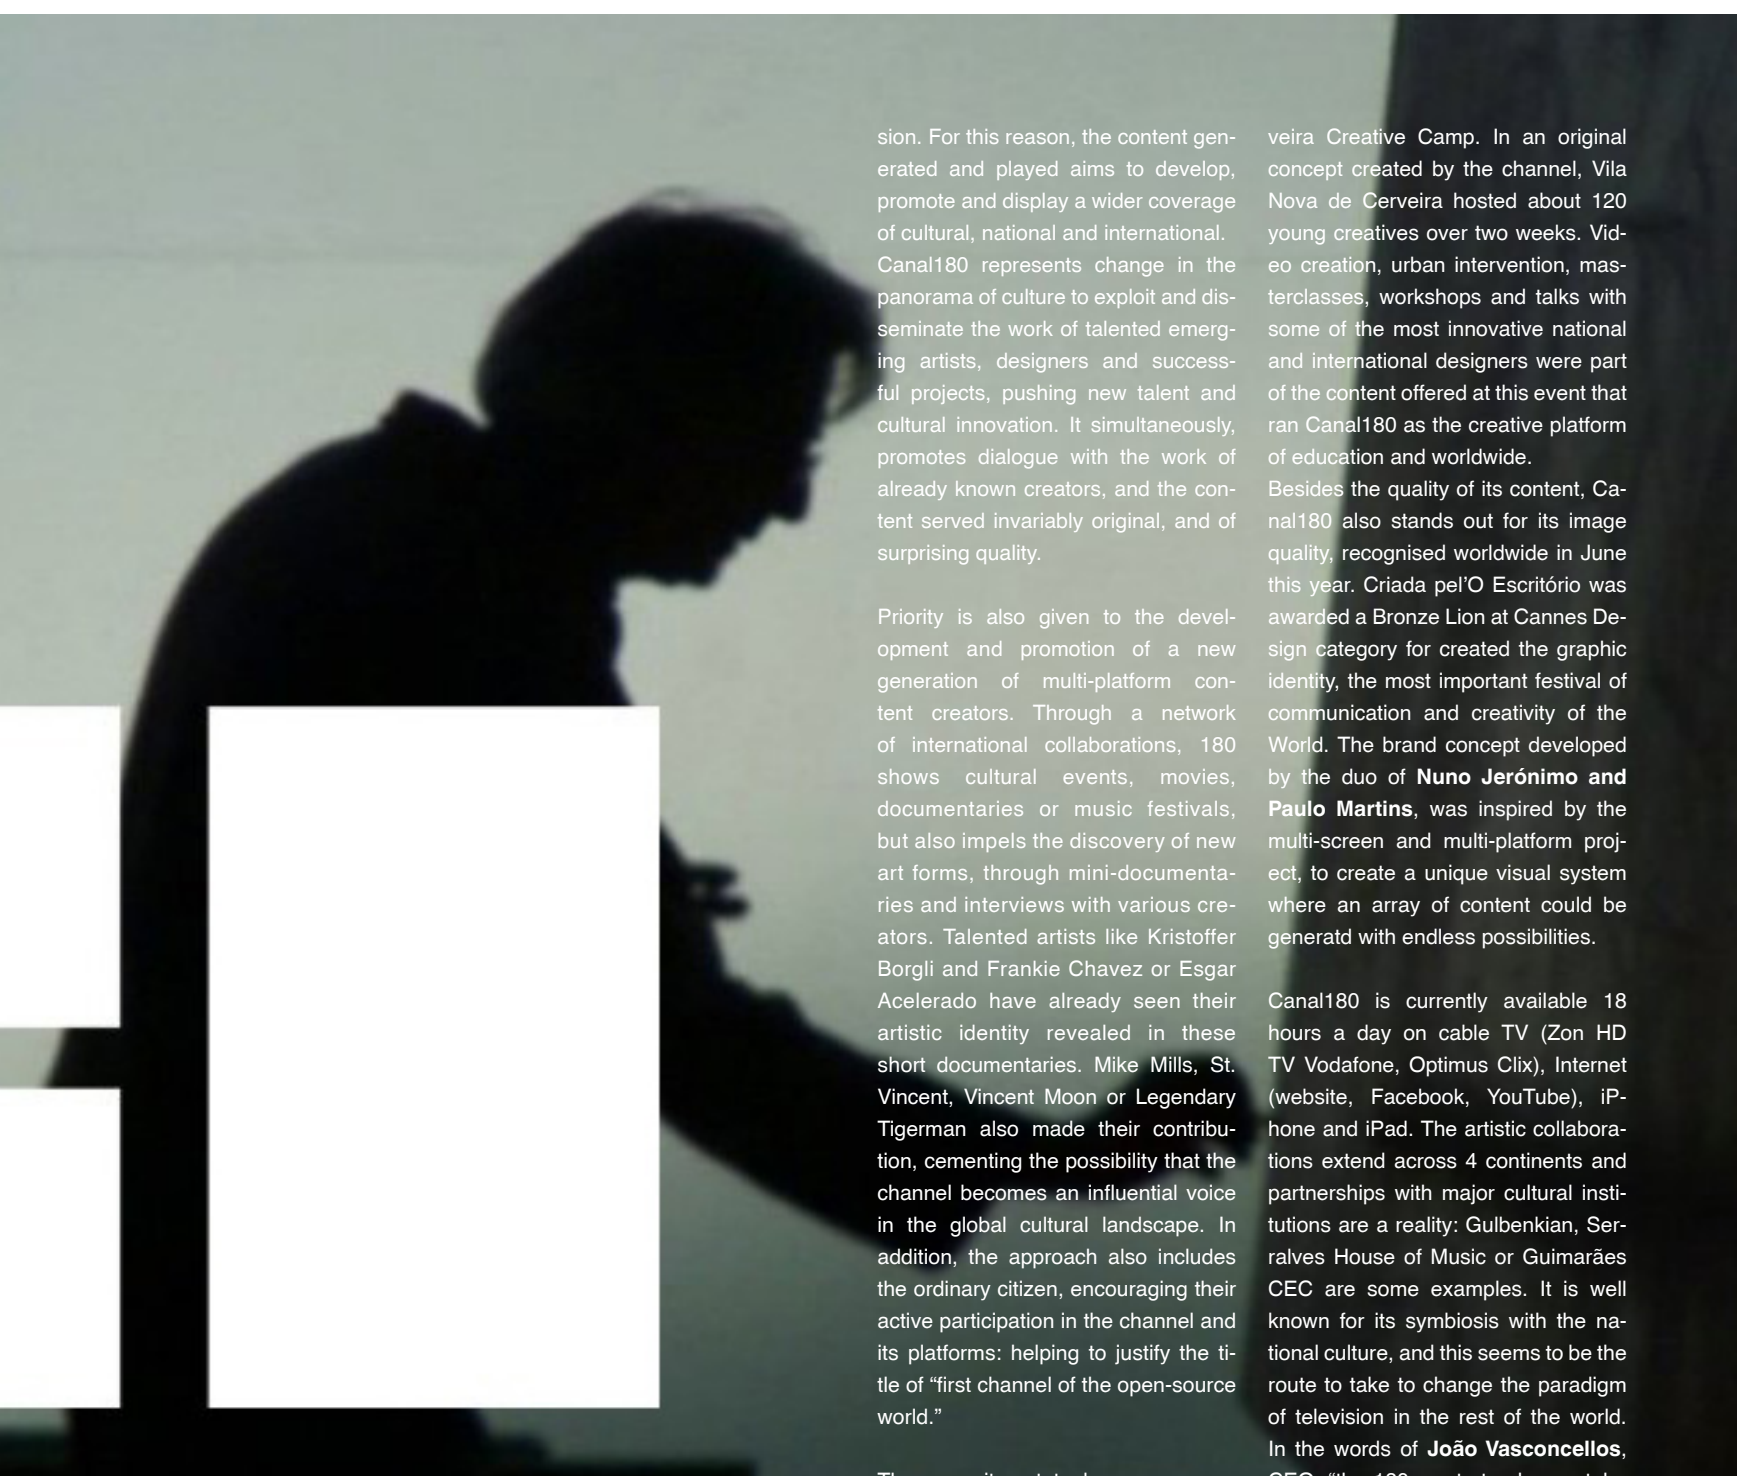 sion. For this reason, the content gen-
erated and played aims to develop,
promote and display a wider coverage
of cultural, national and international.
Canal180 represents change in the
panorama of culture to exploit and dis-
seminate the work of talented emerg-
ing artists, designers and success-
ful projects, pushing new talent and
cultural innovation. It simultaneously,
promotes dialogue with the work of
already known creators, and the con-
tent served invariably original, and of
surprising quality.
Priority is also given to the devel-
opment and promotion of a new
generation of multi-platform con-
tent creators. Through a network
of international collaborations, 180
shows cultural events, movies,
documentaries or music festivals,
but also impels the discovery of new
art forms, through mini-documenta-
ries and interviews with various cre-
ators. Talented artists like Kristoffer
Borgli and Frankie Chavez or Esgar
Acelerado have already seen their
artistic identity revealed in these
short documentaries. Mike Mills, St.
Vincent, Vincent Moon or Legendary
Tigerman also made their contribu-
tion, cementing the possibility that the
channel becomes an influential voice
in the global cultural landscape. In
addition, the approach also includes
the ordinary citizen, encouraging their
active participation in the channel and
its platforms: helping to justify the ti-
tle of “first channel of the open-source
world.”
veira Creative Camp. In an original
concept created by the channel, Vila
Nova de Cerveira hosted about 120
young creatives over two weeks. Vid-
eo creation, urban intervention, mas-
terclasses, workshops and talks with
some of the most innovative national
and international designers were part
of the content offered at this event that
ran Canal180 as the creative platform
of education and worldwide.
Besides the quality of its content, Ca-
nal180 also stands out for its image
quality, recognised worldwide in June
this year. Criada pel’O Escritório was
awarded a Bronze Lion at Cannes De-
sign category for created the graphic
identity, the most important festival of
communication and creativity of the
World. The brand concept developed
by the duo of Nuno Jerónimo and
Paulo Martins, was inspired by the
multi-screen and multi-platform proj-
ect, to create a unique visual system
where an array of content could be
generatd with endless possibilities.
Canal180 is currently available 18
hours a day on cable TV (Zon HD
TV Vodafone, Optimus Clix), Internet
(website, Facebook, YouTube), iP-
hone and iPad. The artistic collabora-
tions extend across 4 continents and
partnerships with major cultural insti-
tutions are a reality: Gulbenkian, Ser-
ralves House of Music or Guimarães
CEC are some examples. It is well
known for its symbiosis with the na-
tional culture, and this seems to be the
route to take to change the paradigm
of television in the rest of the world.
In the words of João Vasconcellos,